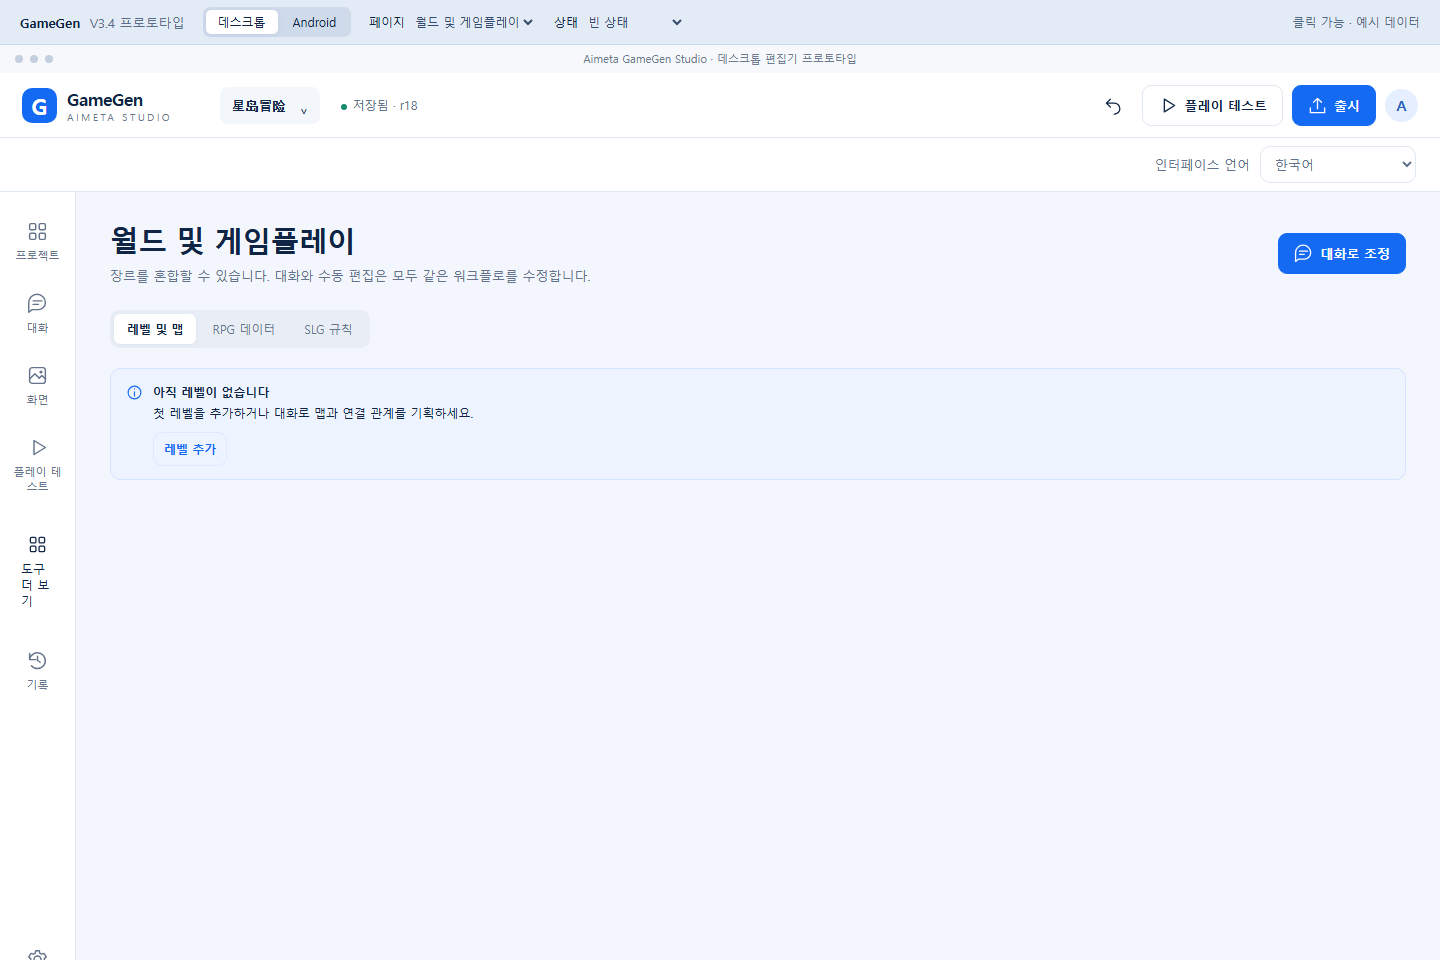 GameGen V3.4 프로토타입 데스크톱 Android 페이지 월드 및 게임플레이 상태 빈 상태 클릭 가능 · 예시 데이터
Aimeta GameGen Studio · 데스크톱 편집기 프로토타입
G GameGen
AIMETA STUDIO
星岛冒险
저장됨 · r18
플레이 테스트
출시
A
인터페이스 언어 한국어
프로젝트
대화
화면
플레이 테
스트
도구
더 보
기
기록
월드 및 게임플레이
장르를 혼합할 수 있습니다. 대화와 수동 편집은 모두 같은 워크플로를 수정합니다.
대화로 조정
레벨 및 맵 RPG 데이터 SLG 규칙
아직 레벨이 없습니다
첫 레벨을 추가하거나 대화로 맵과 연결 관계를 기획하세요.
레벨 추가